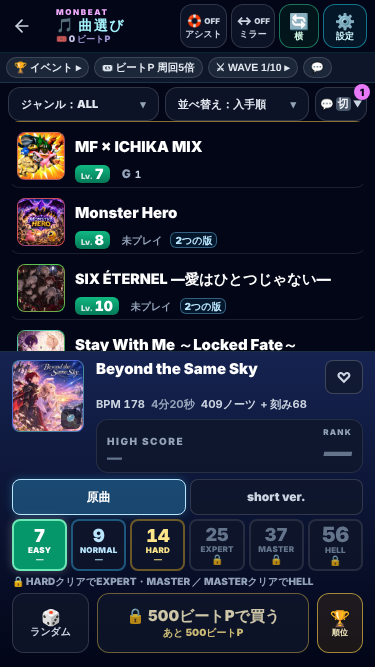 MONBEAT
🎵 曲選び
🎟 0 ビートP
🛟 OFF
アシスト
↔ OFF
ミラー
🔄
横
⚙️
設定
🏆 イベント ▸
🎟 ビートP 周回5倍
⚔ WAVE 1/10 ▸
💬
ジャンル：ALL ▼
並べ替え：入手順 ▼
💬 切 ▼
1
MF × ICHIKA MIX
Lv. 7 G 1
Monster Hero
Lv. 8 未プレイ 2つの版
SIX ÉTERNEL ―愛はひとつじゃない―
Lv. 10 未プレイ 2つの版
Stay With Me ～Locked Fate～
Beyond the Same Sky
Beyond the Same Sky
BPM 178 4分20秒 409ノーツ ＋刻み68
HIGH SCORE
—
RANK
—
原曲
short ver.
7
EASY
—
9
NORMAL
—
14
HARD
—
25
EXPERT
🔒
37
MASTER
🔒
56
HELL
🔒
🔒 HARDクリアでEXPERT・MASTER ／ MASTERクリアでHELL
🎲
ランダム
🔒 500ビートPで買う
あと 500ビートP
🏆
順位